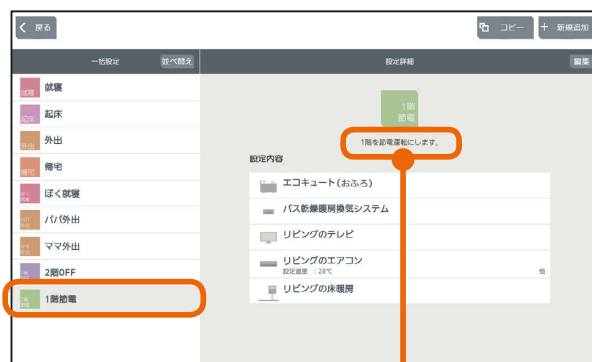 戻る
コピー
新規追加
一括設定
並べ替え
設定詳細
編集
就寝
就寝
起床
起床
外出
外出
帰宅
帰宅
ぼく就寝
パパ外出
ママ外出
2階OFF
1階節電
1階
節電
1階を節電運転にします。
設定内容
エコキュート(おふろ)
バス乾燥暖房換気システム
リビングのテレビ
リビングのエアコン
設定温度 : 28℃
他
リビングの床暖房